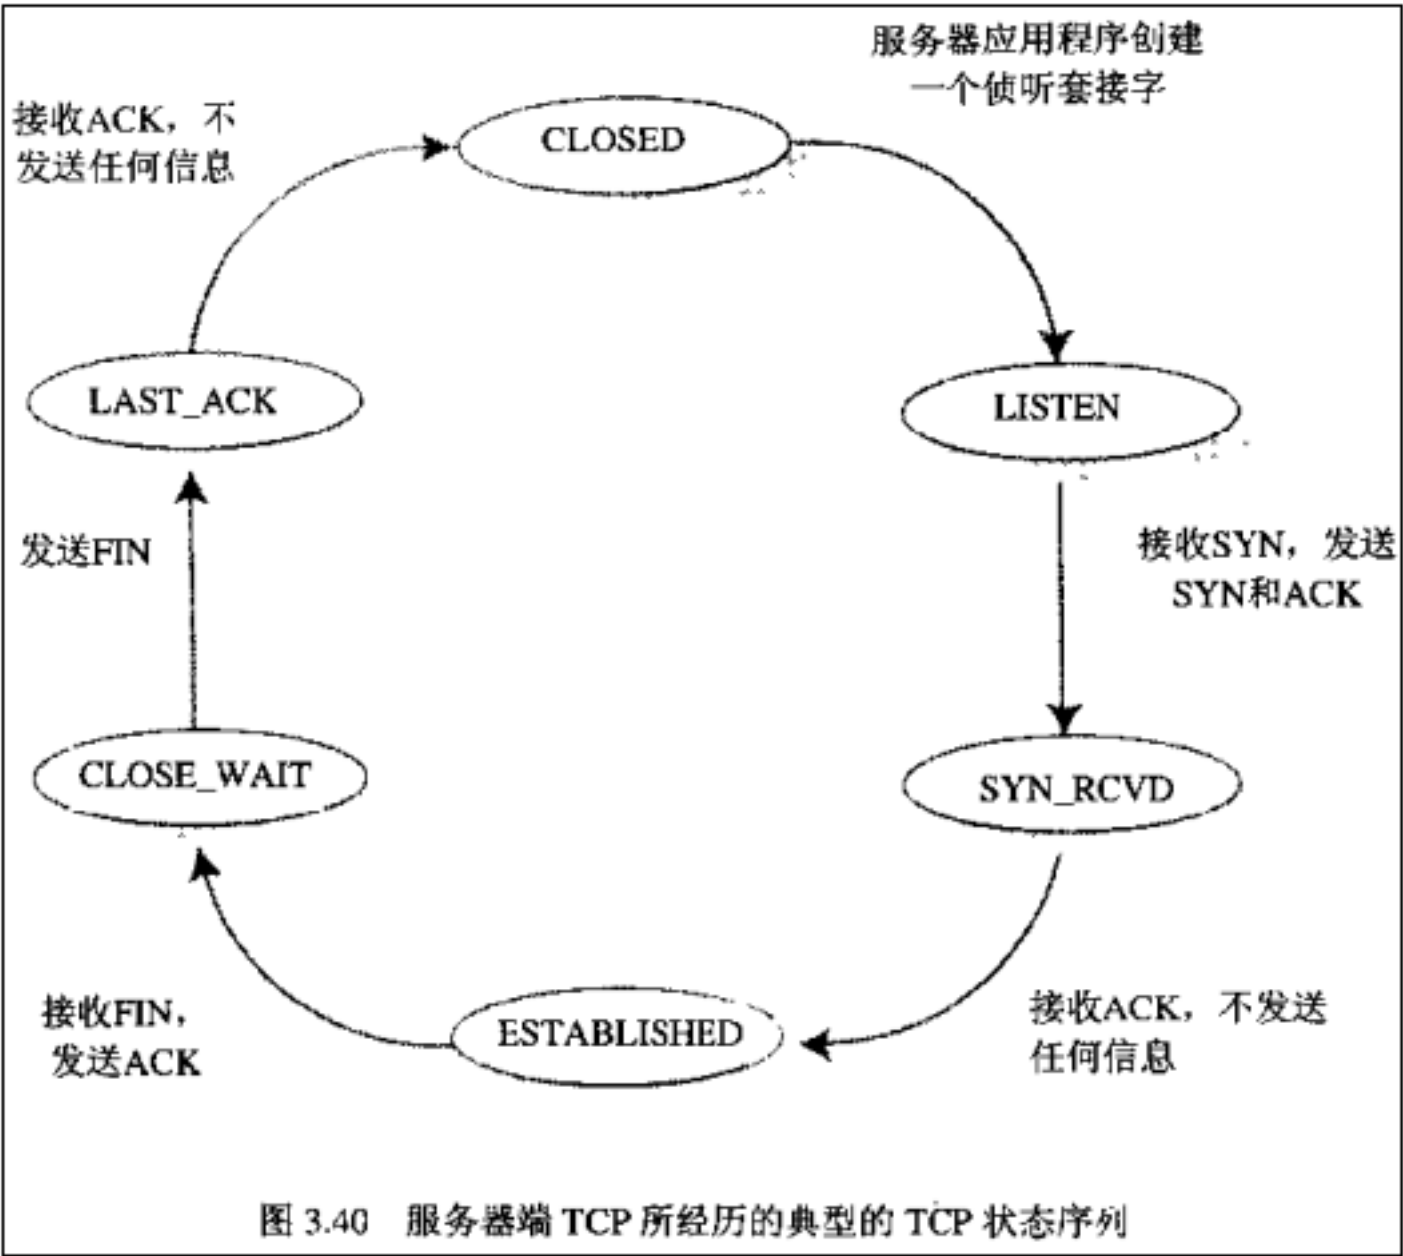 服务器应用程序创建
一个侦听套接字
接收ACK，不
发送任何信息
CLOSED
LAST_ACK
LISTEN
发送FIN
接收SYN，发送
SYN和ACK
CLOSE_WAIT
SYN_RCVD
接收FIN，
发送ACK
ESTABLISHED
接收ACK，不发送
任何信息
图 3.40 服务器端 TCP 所经历的典型的 TCP 状态序列